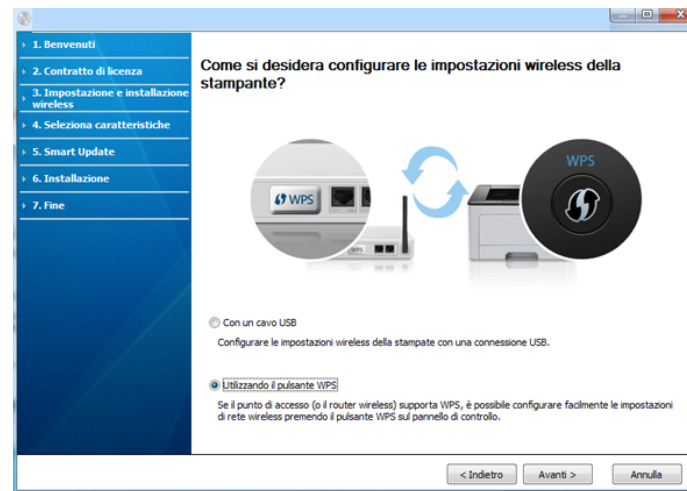 1. Benvenuti
2. Contratto di licenza
3. Impostazione e installazione
wireless
4. Seleziona caratteristiche
5. Smart Update
6. Installazione
7. Fine
Come si desidera configurare le impostazioni wireless della
stampante?
WPS
WPS
WPS
Con un cavo USB
Configurare le impostazioni wireless della stampate con una connessione USB.
Utilizzando il pulsante WPS
Se il punto di accesso (o il router wireless) supporta WPS, è possibile configurare facilmente le impostazioni
di rete wireless premendo il pulsante WPS sul pannello di controllo.
< Indietro
Avanti >
Annulla